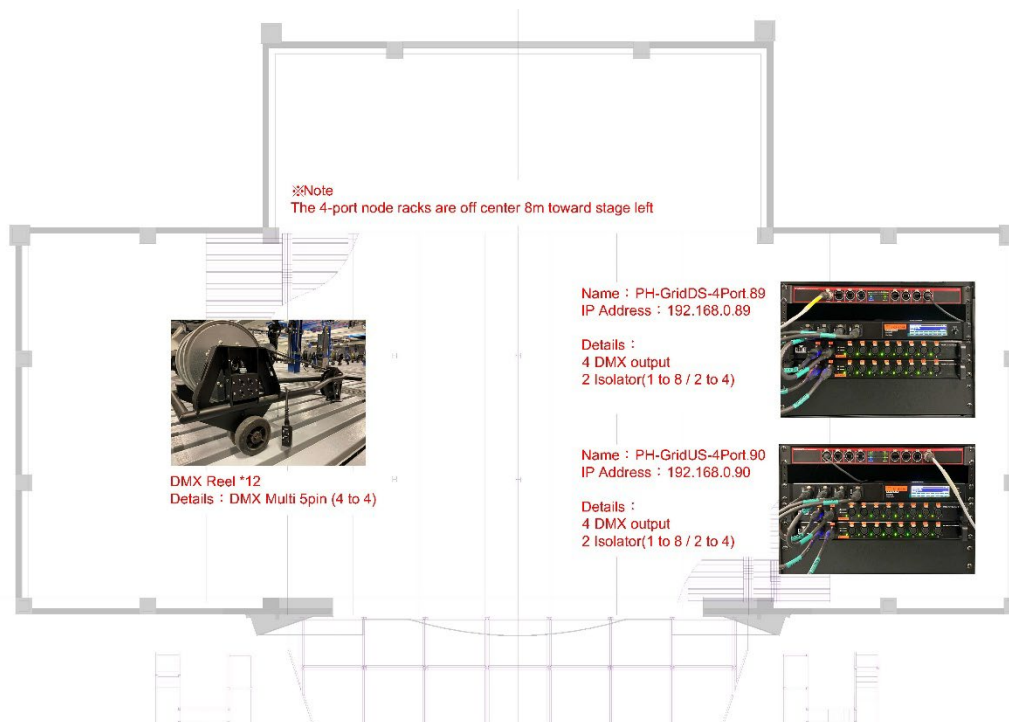 ※Note
The 4-port node racks are off center 8m toward stage left
Name：PH-GridDS-4Port.89
IP Address：192.168.0.89
Details：
4 DMX output
2 Isolator(1 to 8 / 2 to 4)
DMX Reel *12
Details：DMX Multi 5pin (4 to 4)
Name：PH-GridUS-4Port.90
IP Address：192.168.0.90
Details：
4 DMX output
2 Isolator(1 to 8 / 2 to 4)